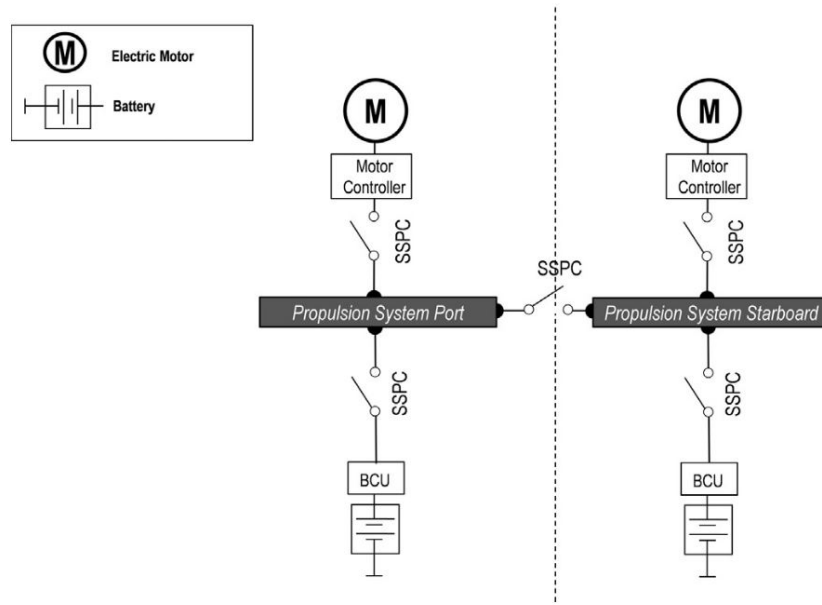 M
Electric Motor
Battery
M
M
Motor
Controller
Motor
Controller
SSPC
SSPC
SSPC
Propulsion System Port
Propulsion System Starboard
SSPC
SSPC
BCU
BCU